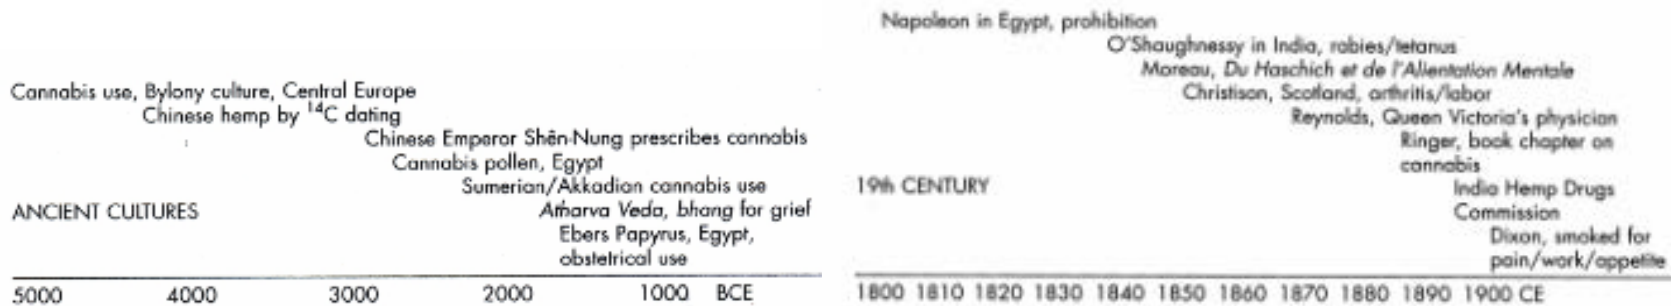 Cannabis use, Bylony culture, Central Europe
Chinese hemp by ¹⁴C dating
Chinese Emperor Shên-Nung prescribes cannabis
Cannabis pollen, Egypt
Sumerian/Akkadian cannabis use
ANCIENT CULTURES
Atharva Veda, bhang for grief
Ebers Papyrus, Egypt,
obstetrical use
5000 4000 3000 2000 1000 BCE
Napoleon in Egypt, prohibition
O'Shaughnessy in India, rabies/tetanus
Moreau, Du Haschich et de l'Alientation Mentale
Christison, Scotland, arthritis/labor
Reynolds, Queen Victoria's physician
Ringer, book chapter on
cannabis
19th CENTURY
India Hemp Drugs
Commission
Dixon, smoked for
pain/work/appetite
1800 1810 1820 1830 1840 1850 1860 1870 1880 1890 1900 CE